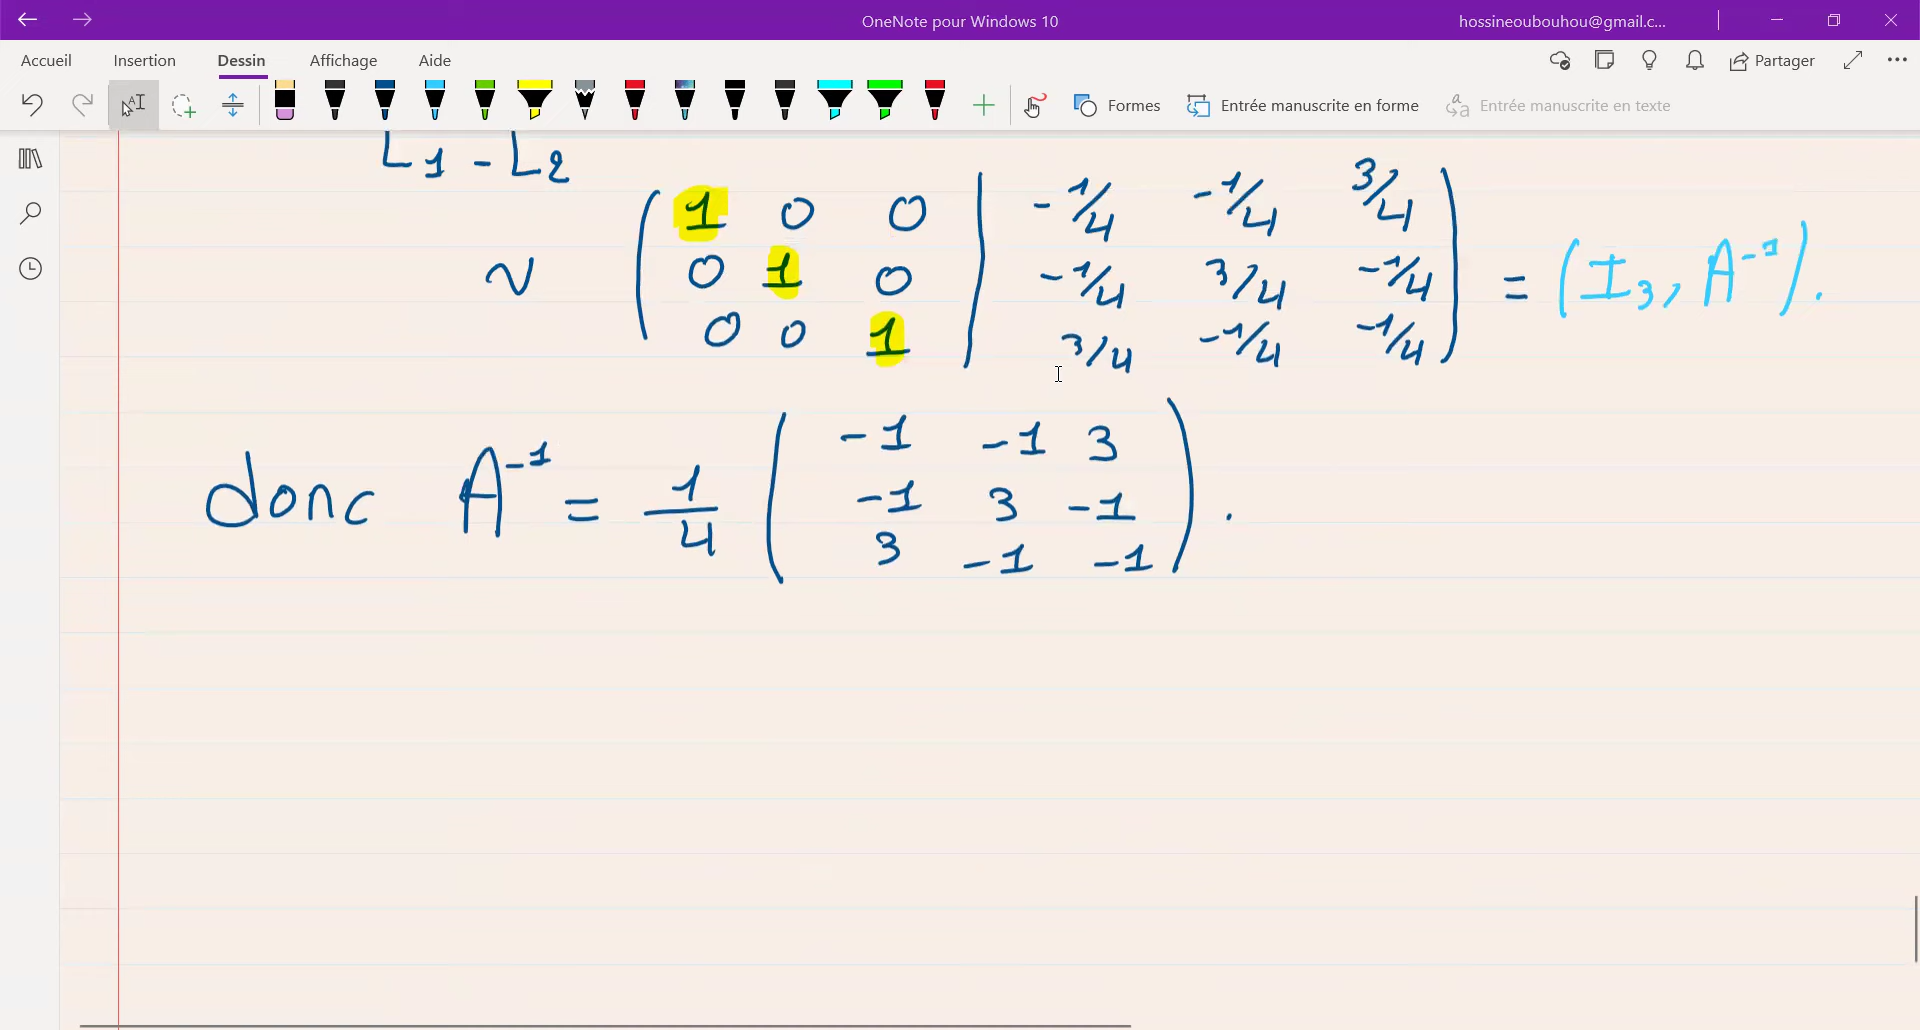 OneNote pour Windows 10 hossineoubouhou@gmail.c...
Accueil Insertion Dessin Affichage Aide Partager
Formes Entrée manuscrite en forme Entrée manuscrite en texte
L1 - L2
~ ( 1 0 0 | -1/4 -1/4 3/4 )
0 1 0 | -1/4 3/4 -1/4 = (I₃, A⁻¹).
0 0 1 | 3/4 -1/4 -1/4
donc A⁻¹ = 1/4 ( -1 -1 3
-1 3 -1
3 -1 -1 ).